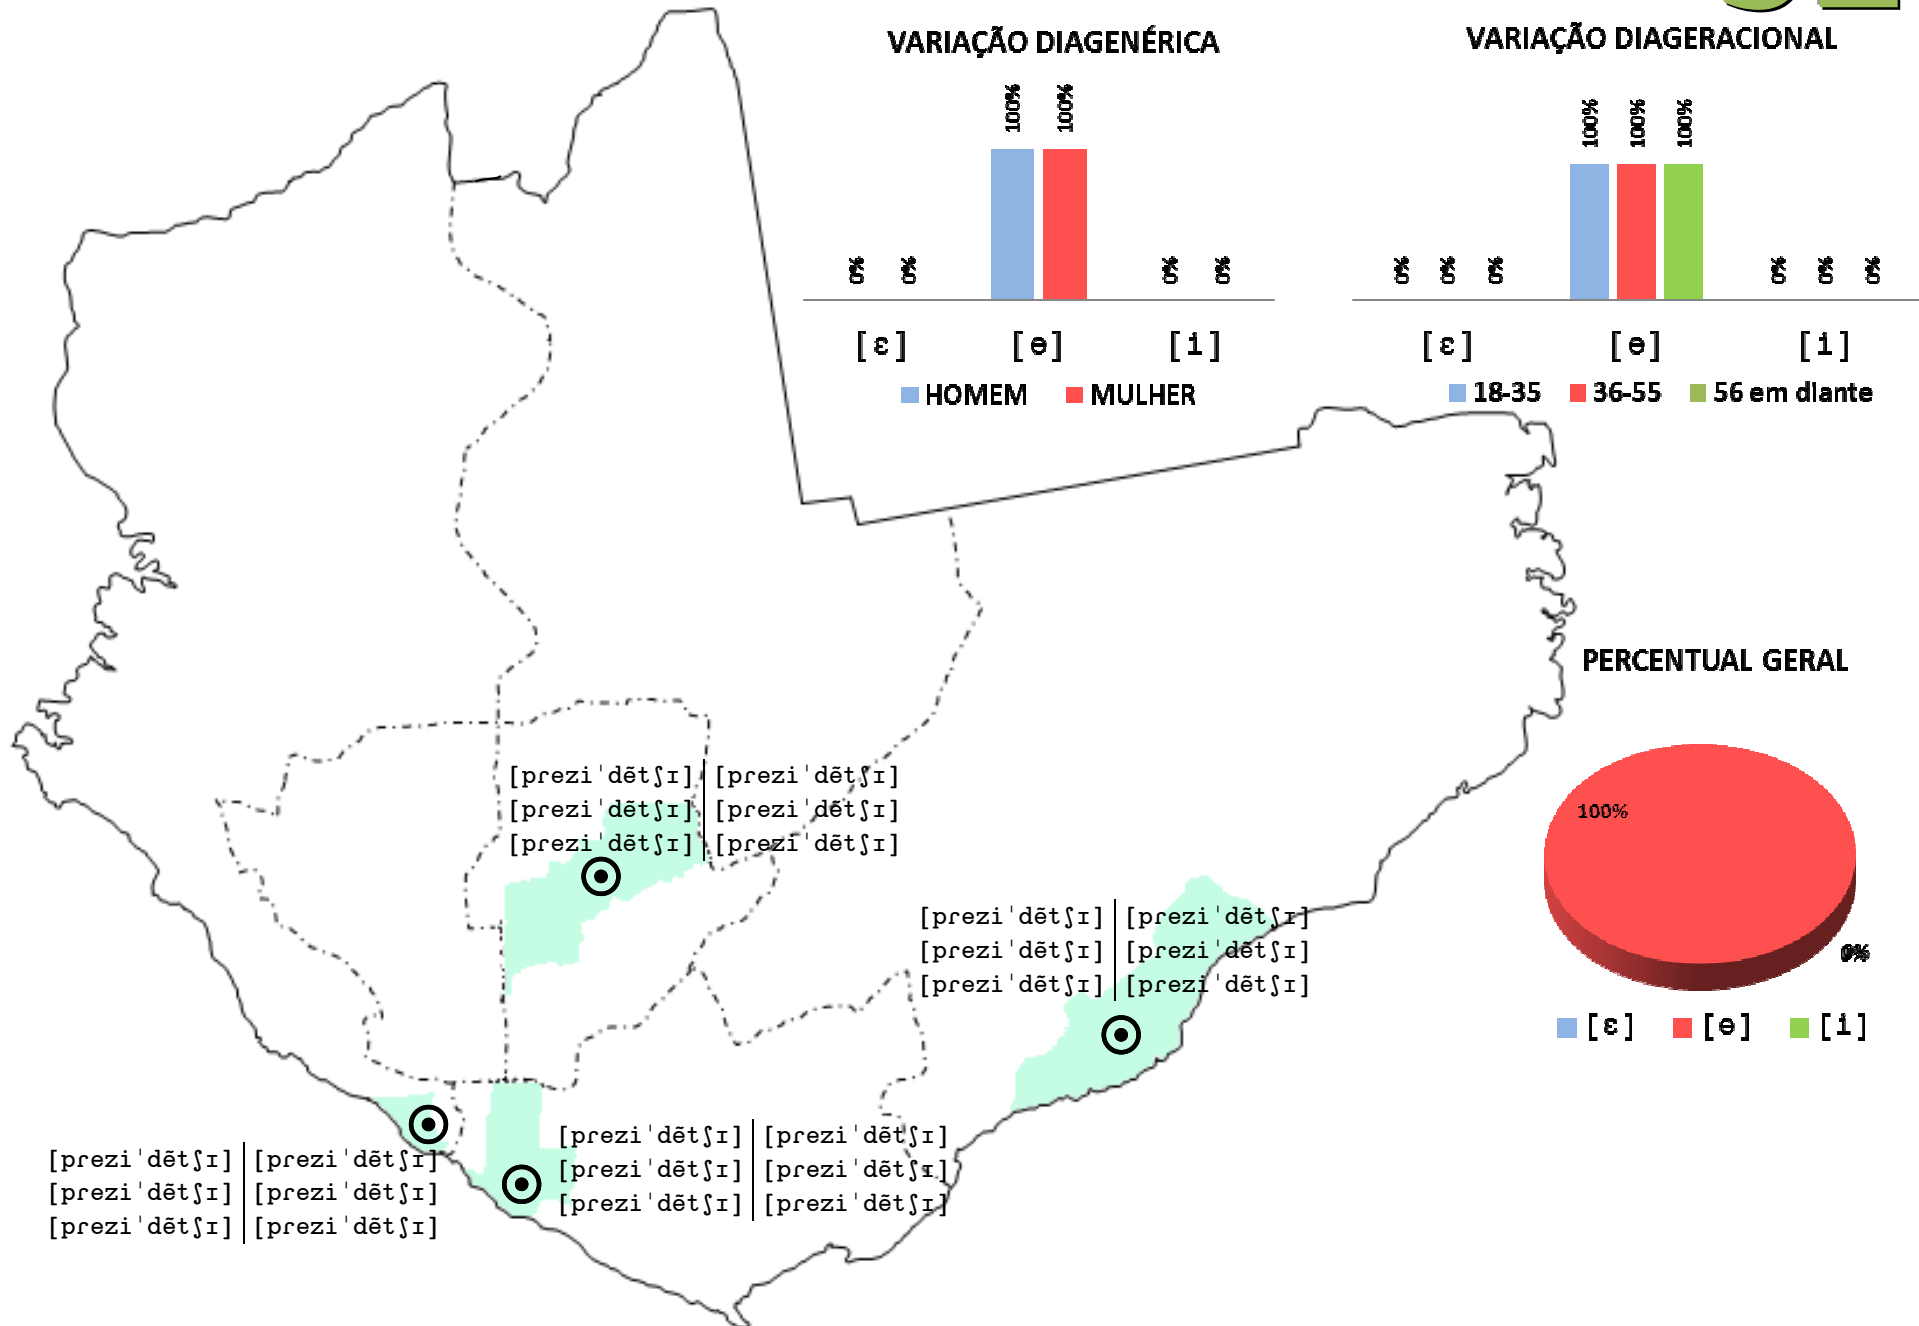 VARIAÇÃO DIAGENÉRICA
100% 100%
0% 0% 0% 0%
[ɛ] [ɵ] [i]
HOMEM MULHER
VARIAÇÃO DIAGERACIONAL
100% 100% 100%
0% 0% 0% 0% 0% 0%
[ɛ] [ɵ] [i]
18-35 36-55 56 em diante
PERCENTUAL GERAL
100%
0%
[ɛ] [ɵ] [i]
[preziˈdẽtʃɪ] [preziˈdẽtʃɪ]
[preziˈdẽtʃɪ] [preziˈdẽtʃɪ]
[preziˈdẽtʃɪ] [preziˈdẽtʃɪ]
[preziˈdẽtʃɪ] [preziˈdẽtʃɪ]
[preziˈdẽtʃɪ] [preziˈdẽtʃɪ]
[preziˈdẽtʃɪ] [preziˈdẽtʃɪ]
[preziˈdẽtʃɪ] [preziˈdẽtʃɪ]
[preziˈdẽtʃɪ] [preziˈdẽtʃɪ]
[preziˈdẽtʃɪ] [preziˈdẽtʃɪ]
[preziˈdẽtʃɪ] [preziˈdẽtʃɪ]
[preziˈdẽtʃɪ] [preziˈdẽtʃɪ]
[preziˈdẽtʃɪ] [preziˈdẽtʃɪ]